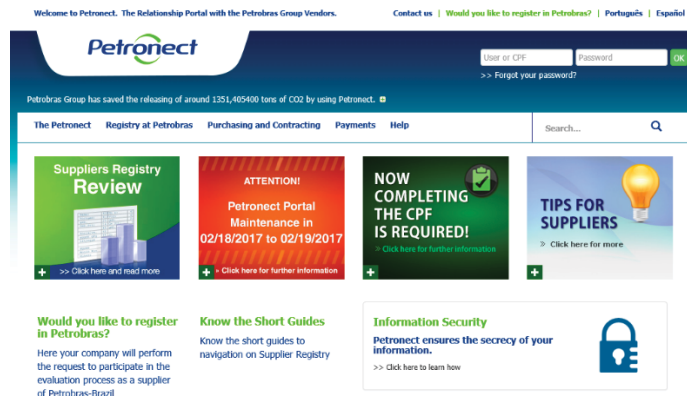 Welcome to Petronect. The Relationship Portal with the Petrobras Group Vendors.
Contact us | Would you like to register in Petrobras? | Português | Español
Petronect
User or CPF
Password
OK
>> Forgot your password?
Petrobras Group has saved the releasing of around 1351,405400 tons of CO2 by using Petronect.
The Petronect Registry at Petrobras Purchasing and Contracting Payments Help
Search...
Suppliers Registry
Review
>> Click here and read more
ATTENTION!
Petronect Portal
Maintenance in
02/18/2017 to 02/19/2017
» Click here for further information
NOW
COMPLETING
THE CPF
IS REQUIRED!
> Click here for further information
TIPS FOR
SUPPLIERS
> Click here for more
Would you like to register
in Petrobras?
Here your company will perform
the request to participate in the
evaluation process as a supplier
of Petrobras-Brazil
Know the Short Guides
Know the short guides to
navigation on Supplier Registry
Information Security
Petronect ensures the secrecy of your
information.
>> Click here to learn how